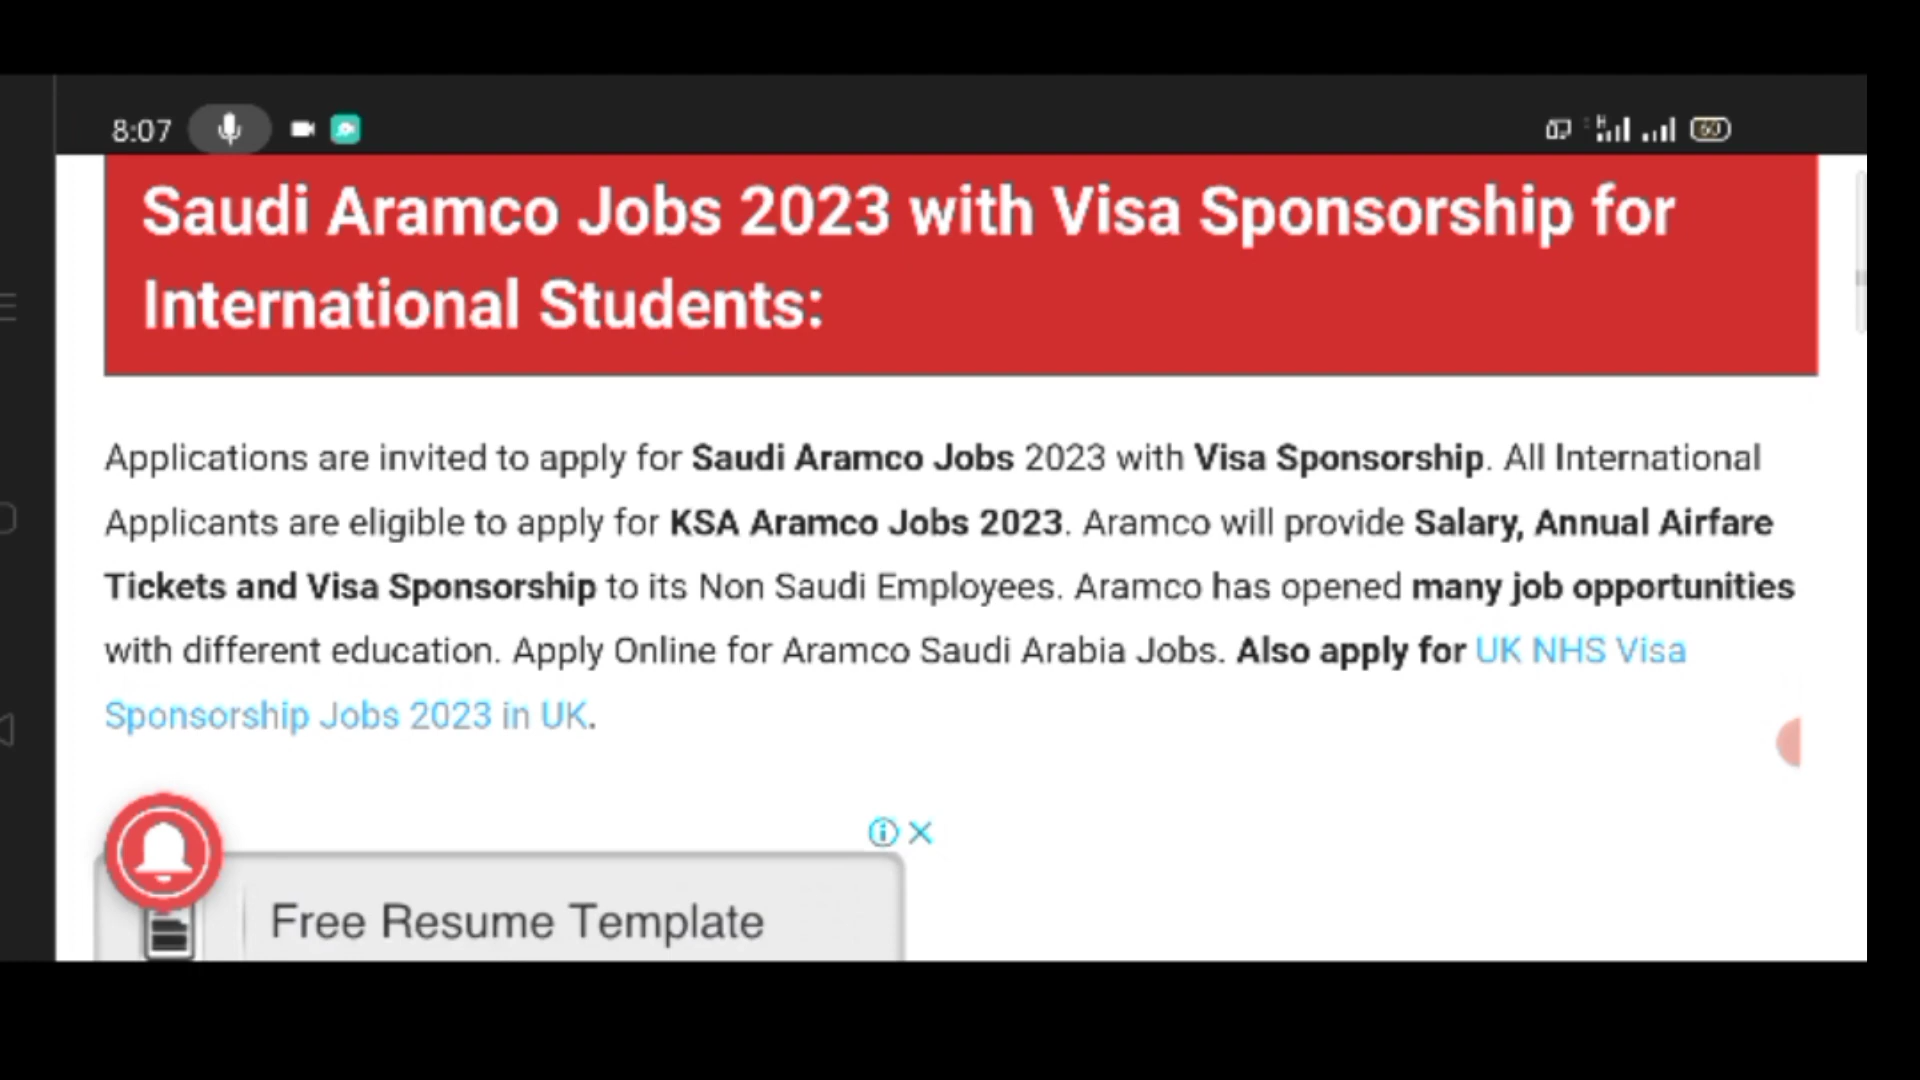 8:07
H
60
Saudi Aramco Jobs 2023 with Visa Sponsorship for
International Students:
Applications are invited to apply for Saudi Aramco Jobs 2023 with Visa Sponsorship. All International
Applicants are eligible to apply for KSA Aramco Jobs 2023. Aramco will provide Salary, Annual Airfare
Tickets and Visa Sponsorship to its Non Saudi Employees. Aramco has opened many job opportunities
with different education. Apply Online for Aramco Saudi Arabia Jobs. Also apply for UK NHS Visa
Sponsorship Jobs 2023 in UK.
Free Resume Template